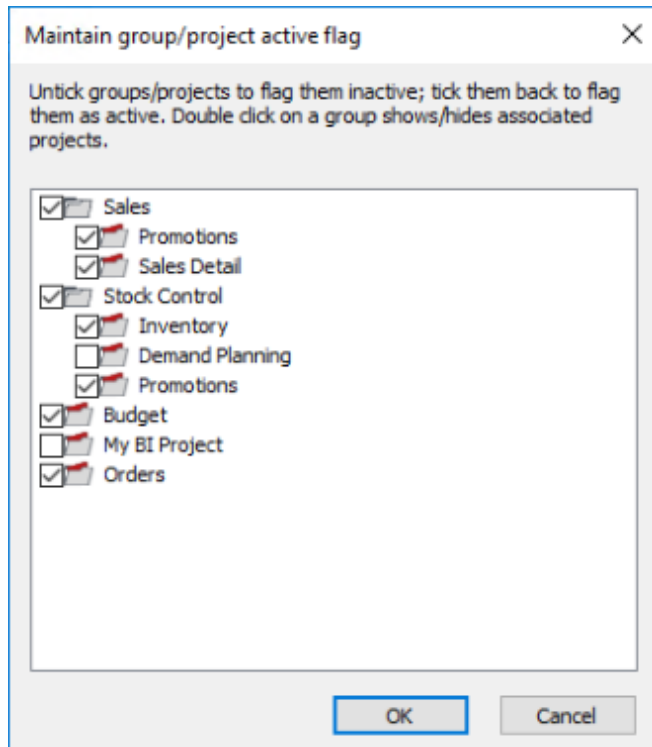 Maintain group/project active flag
Untick groups/projects to flag them inactive; tick them back to flag
them as active. Double click on a group shows/hides associated
projects.
Sales
Promotions
Sales Detail
Stock Control
Inventory
Demand Planning
Promotions
Budget
My BI Project
Orders
OK Cancel